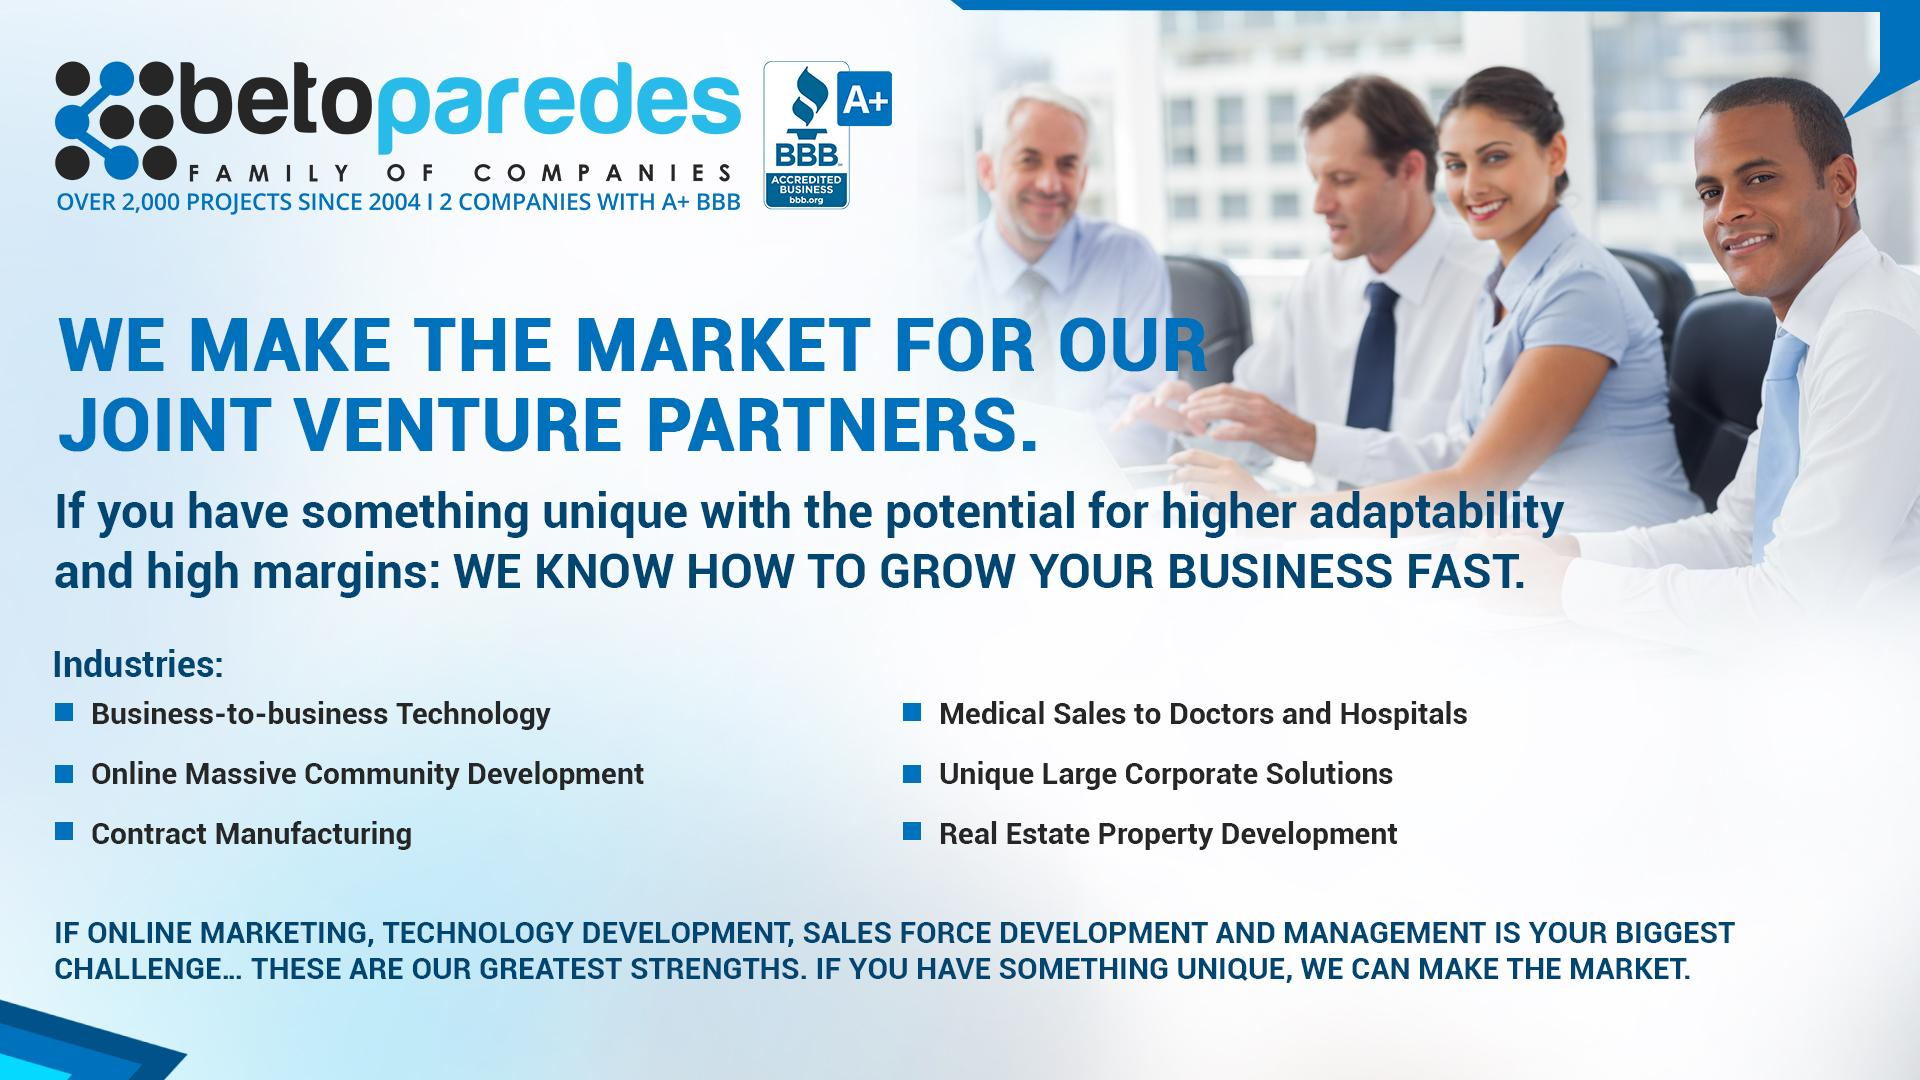 betoparedes
FAMILY OF COMPANIES
OVER 2,000 PROJECTS SINCE 2004 I 2 COMPANIES WITH A+ BBB
A+
BBB
ACCREDITED
BUSINESS
bbb.org
WE MAKE THE MARKET FOR OUR
JOINT VENTURE PARTNERS.
If you have something unique with the potential for higher adaptability
and high margins: WE KNOW HOW TO GROW YOUR BUSINESS FAST.
Industries:
Business-to-business Technology
Online Massive Community Development
Contract Manufacturing
Medical Sales to Doctors and Hospitals
Unique Large Corporate Solutions
Real Estate Property Development
IF ONLINE MARKETING, TECHNOLOGY DEVELOPMENT, SALES FORCE DEVELOPMENT AND MANAGEMENT IS YOUR BIGGEST
CHALLENGE... THESE ARE OUR GREATEST STRENGTHS. IF YOU HAVE SOMETHING UNIQUE, WE CAN MAKE THE MARKET.